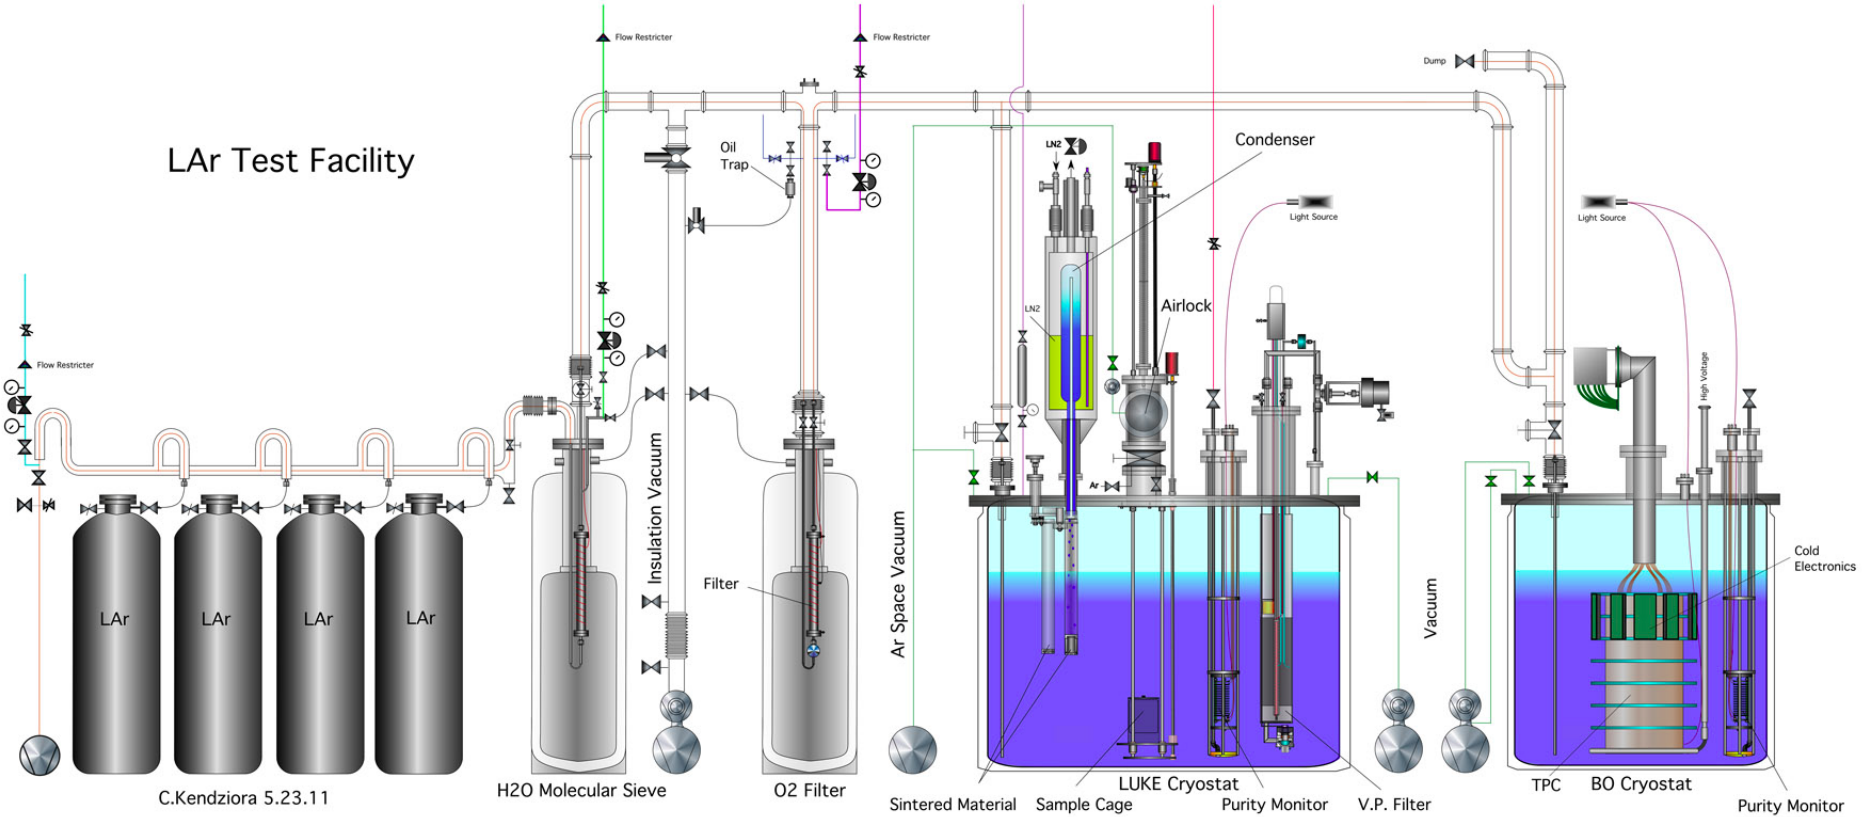 Flow Restricter
Flow Restricter
Dump
LAr Test Facility
Oil
Trap
LN2
Condenser
Light Source
Light Source
Airlock
LN2
Flow Restricter
High Voltage
Insulation Vacuum
Ar
Ar Space Vacuum
Vacuum
Cold
Electronics
Filter
LAr
LAr
LAr
LAr
C.Kendziora 5.23.11
H2O Molecular Sieve
O2 Filter
LUKE Cryostat
TPC
BO Cryostat
Sintered Material
Sample Cage
Purity Monitor
V.P. Filter
Purity Monitor